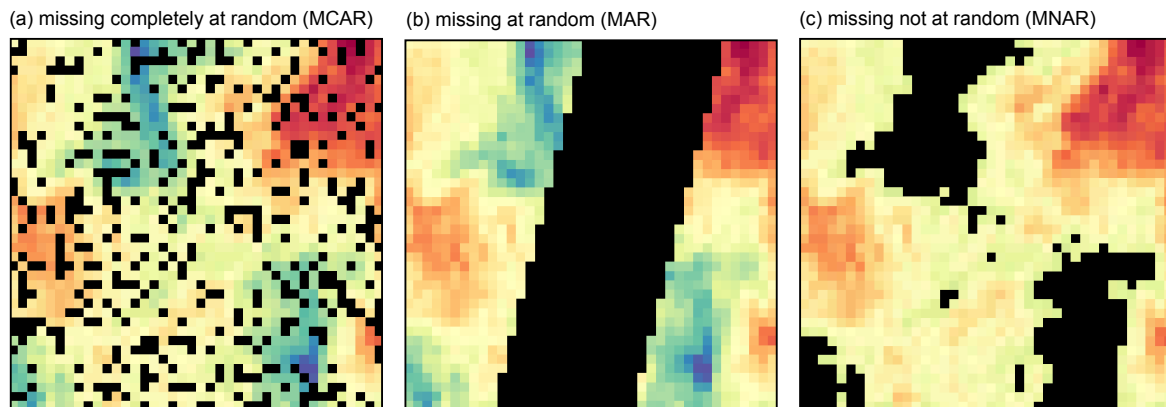 (a) missing completely at random (MCAR)
(b) missing at random (MAR)
(c) missing not at random (MNAR)